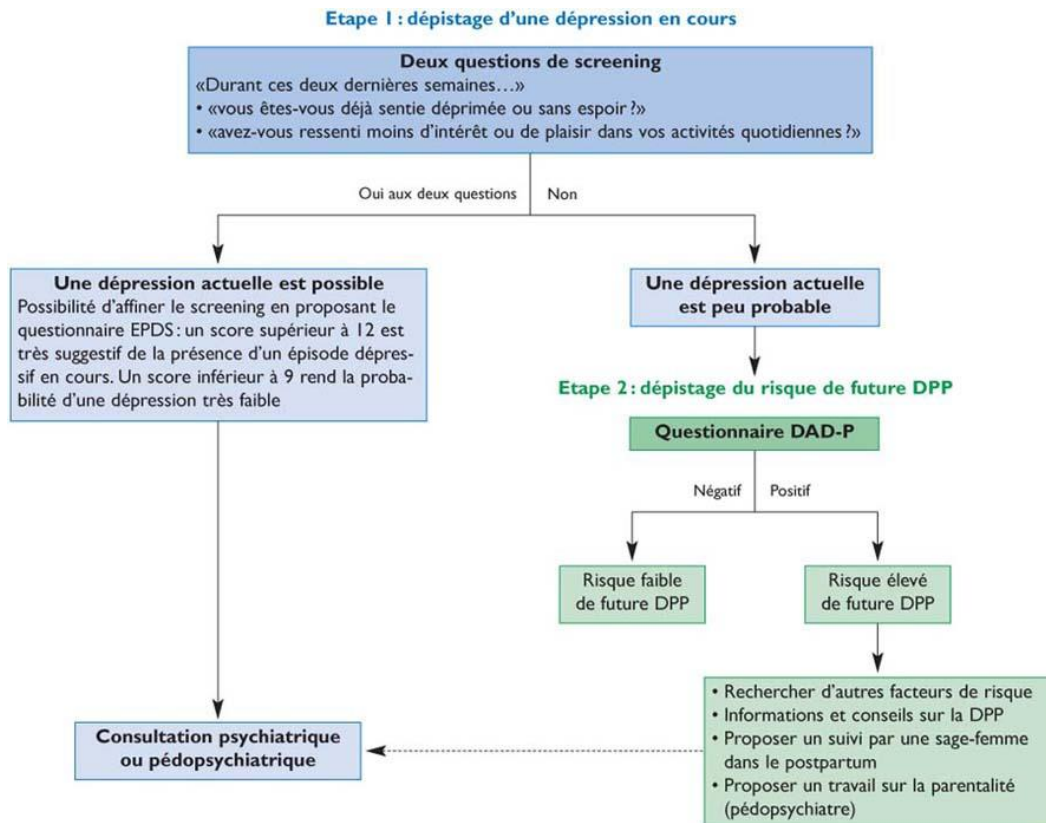 Etape 1 : dépistage d’une dépression en cours
Deux questions de screening
«Durant ces deux dernières semaines…»
• «vous êtes-vous déjà sentie déprimée ou sans espoir ?»
• «avez-vous ressenti moins d’intérêt ou de plaisir dans vos activités quotidiennes ?»
Oui aux deux questions
Non
Une dépression actuelle est possible
Possibilité d’affiner le screening en proposant le
questionnaire EPDS : un score supérieur à 12 est
très suggestif de la présence d’un épisode dépres-
sif en cours. Un score inférieur à 9 rend la proba-
bilité d’une dépression très faible
Une dépression actuelle
est peu probable
Etape 2 : dépistage du risque de future DPP
Questionnaire DAD-P
Négatif
Positif
Risque faible
de future DPP
Risque élevé
de future DPP
• Rechercher d’autres facteurs de risque
• Informations et conseils sur la DPP
• Proposer un suivi par une sage-femme
dans le postpartum
• Proposer un travail sur la parentalité
(pédopsychiatre)
Consultation psychiatrique
ou pédopsychiatrique